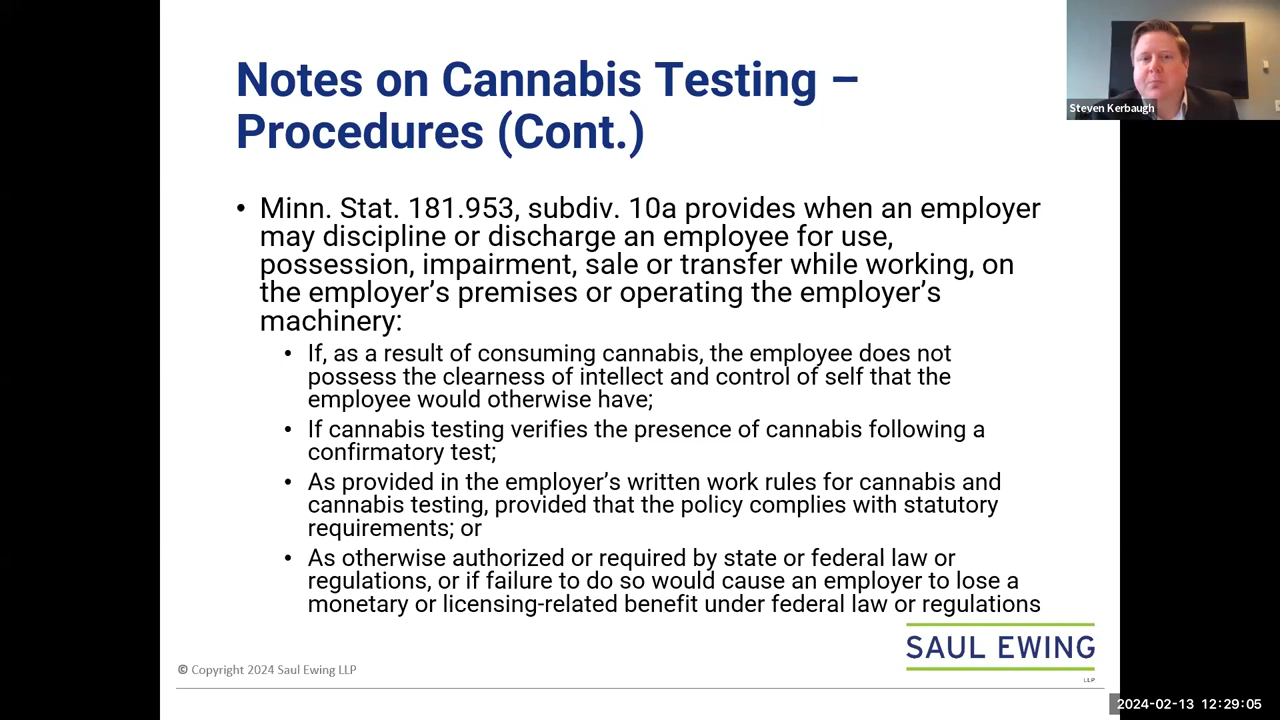 Notes on Cannabis Testing –
Procedures (Cont.)
Steven Kerbaugh
• Minn. Stat. 181.953, subdiv. 10a provides when an employer
may discipline or discharge an employee for use,
possession, impairment, sale or transfer while working, on
the employer’s premises or operating the employer’s
machinery:
• If, as a result of consuming cannabis, the employee does not
possess the clearness of intellect and control of self that the
employee would otherwise have;
• If cannabis testing verifies the presence of cannabis following a
confirmatory test;
• As provided in the employer’s written work rules for cannabis and
cannabis testing, provided that the policy complies with statutory
requirements; or
• As otherwise authorized or required by state or federal law or
regulations, or if failure to do so would cause an employer to lose a
monetary or licensing-related benefit under federal law or regulations
SAUL EWING
LLP
© Copyright 2024 Saul Ewing LLP
2024-02-13 12:29:05